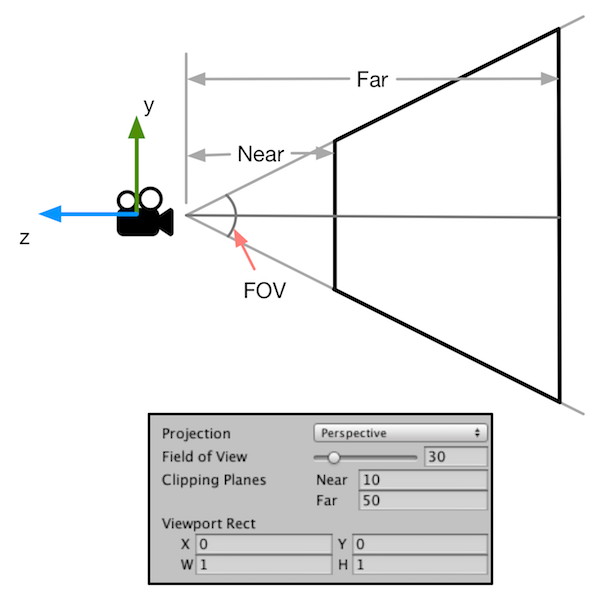 y
Far
Near
z
FOV
Projection Perspective
Field of View 30
Clipping Planes Near 10
Far 50
Viewport Rect
X 0 Y 0
W 1 H 1